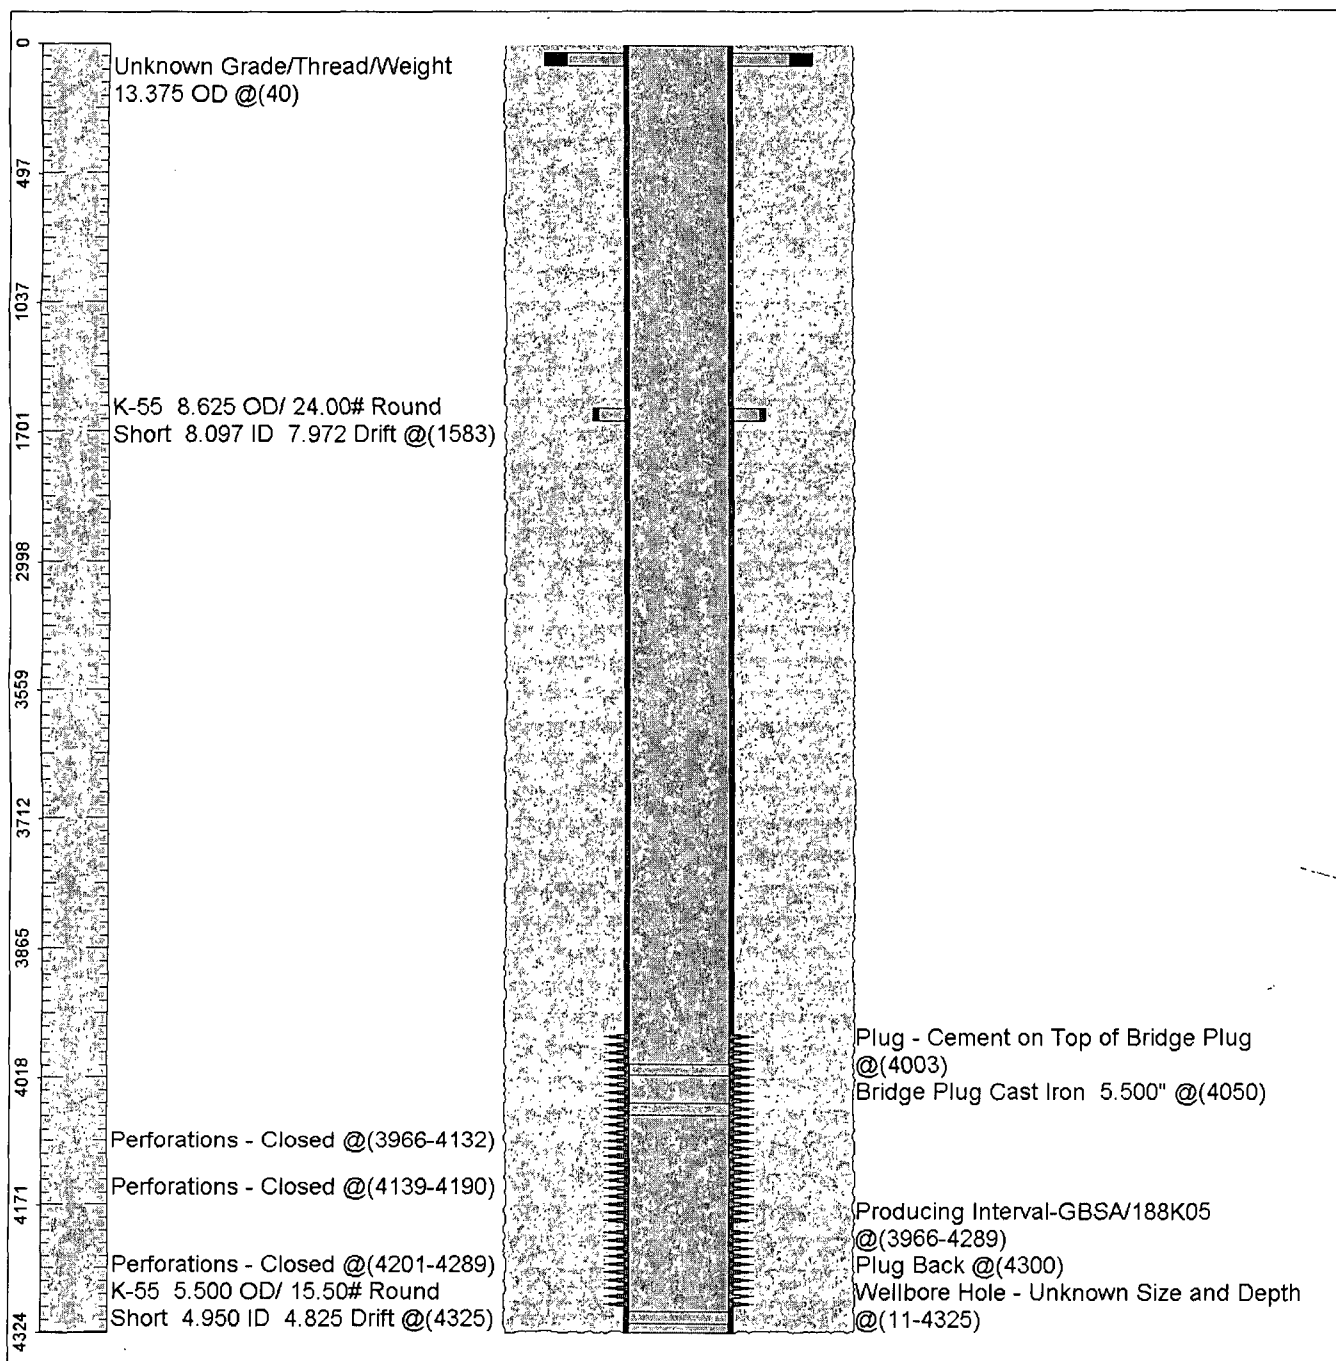 0
497
1037
1701
2998
3559
3712
3865
4018
4171
4324
Unknown Grade/Thread/Weight
13.375 OD @(40)
K-55 8.625 OD/ 24.00# Round
Short 8.097 ID 7.972 Drift @(1583)
Perforations - Closed @(3966-4132)
Perforations - Closed @(4139-4190)
Perforations - Closed @(4201-4289)
K-55 5.500 OD/ 15.50# Round
Short 4.950 ID 4.825 Drift @(4325)
Plug - Cement on Top of Bridge Plug
@(4003)
Bridge Plug Cast Iron 5.500" @(4050)
Producing Interval-GBSA/188K05
@(3966-4289)
Plug Back @(4300)
Wellbore Hole - Unknown Size and Depth
@(11-4325)